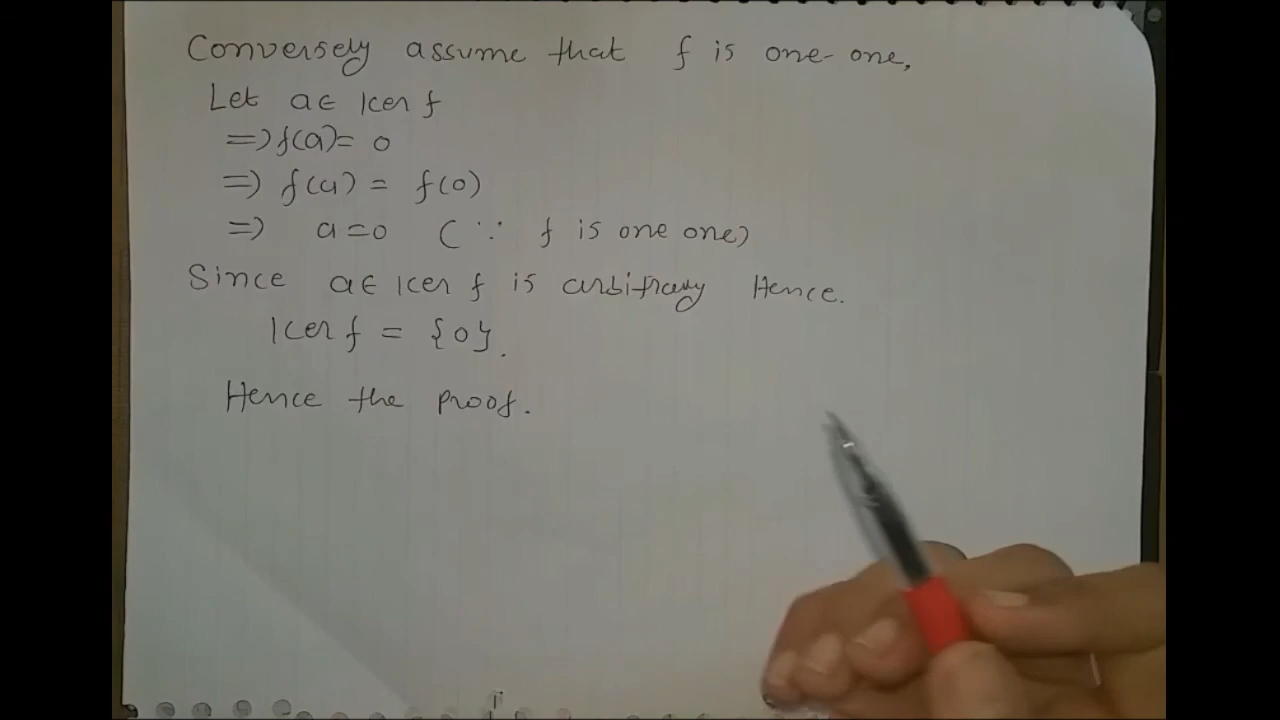 Conversely assume that f is one-one,
Let a ∈ Ker f
⇒ f(a) = 0
⇒ f(a) = f(0)
⇒ a = 0 (∵ f is one one)
Since a ∈ Ker f is arbitrary Hence.
Ker f = {0}.
Hence the proof.